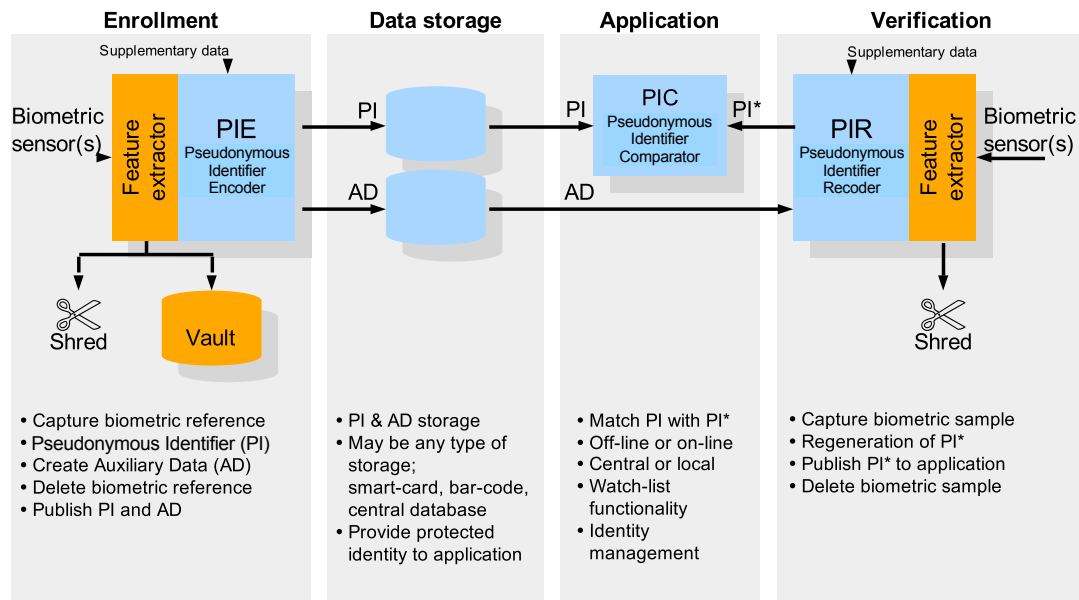 Enrollment
Data storage
Application
Verification
Supplementary data
Supplementary data
Biometric
sensor(s)
Feature
extractor
PIE
Pseudonymous
Identifier
Encoder
PI
AD
PI
AD
PIC
Pseudonymous
Identifier
Comparator
PI*
PIR
Pseudonymous
Identifier
Recoder
Feature
extractor
Biometric
sensor(s)
Shred
Vault
Shred
• Capture biometric reference
• Pseudonymous Identifier (PI)
• Create Auxiliary Data (AD)
• Delete biometric reference
• Publish PI and AD
• PI & AD storage
• May be any type of
storage;
smart-card, bar-code,
central database
• Provide protected
identity to application
• Match PI with PI*
• Off-line or on-line
• Central or local
• Watch-list
functionality
• Identity
management
• Capture biometric sample
• Regeneration of PI*
• Publish PI* to application
• Delete biometric sample